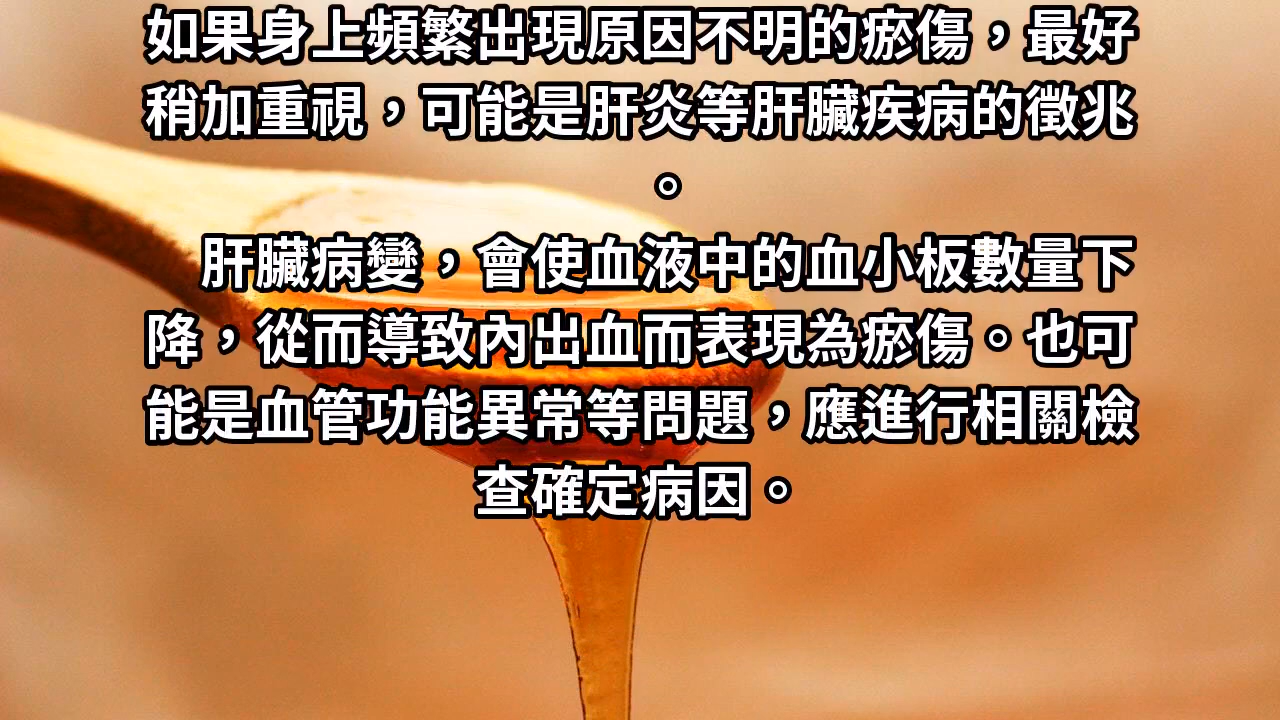 如果身上頻繁出現原因不明的瘀傷，最好
稍加重視，可能是肝炎等肝臟疾病的徵兆
。
肝臟病變，會使血液中的血小板數量下
降，從而導致內出血而表現為瘀傷。也可
能是血管功能異常等問題，應進行相關檢
查確定病因。